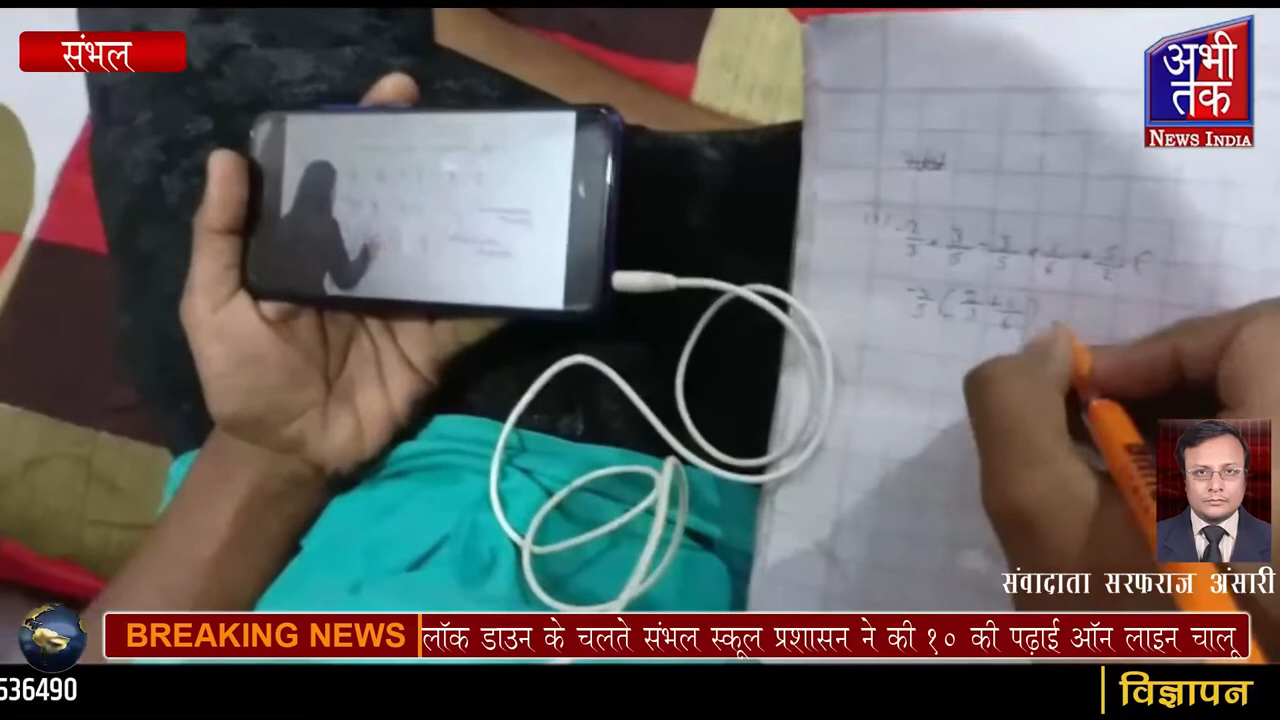 संभल
अभी
तक
NEWS INDIA
संवादाता सरफराज अंसारी
BREAKING NEWS
लॉक डाउन के चलते संभल स्कूल प्रशासन ने की १० की पढ़ाई ऑन लाइन चालू
536490
विज्ञापन